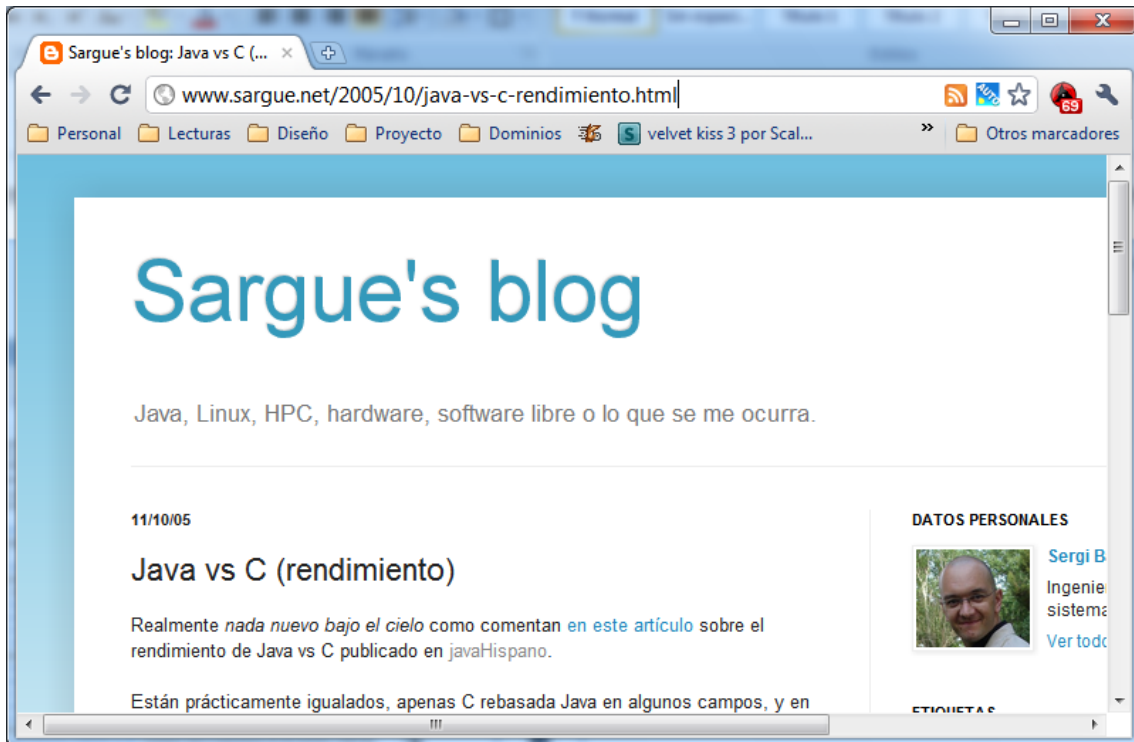 Sargue's blog: Java vs C (...
www.sargue.net/2005/10/java-vs-c-rendimiento.html
AUTO
69
Personal
Lecturas
Diseño
Proyecto
Dominios
S velvet kiss 3 por Scal...
»
Otros marcadores
Sargue's blog
Java, Linux, HPC, hardware, software libre o lo que se me ocurra.
11/10/05
Java vs C (rendimiento)
Realmente nada nuevo bajo el cielo como comentan en este artículo sobre el
rendimiento de Java vs C publicado en javaHispano.
Están prácticamente igualados, apenas C rebasada Java en algunos campos, y en
DATOS PERSONALES
Sergi B
Ingenie
sistema
Ver todo
ETIQUETAS